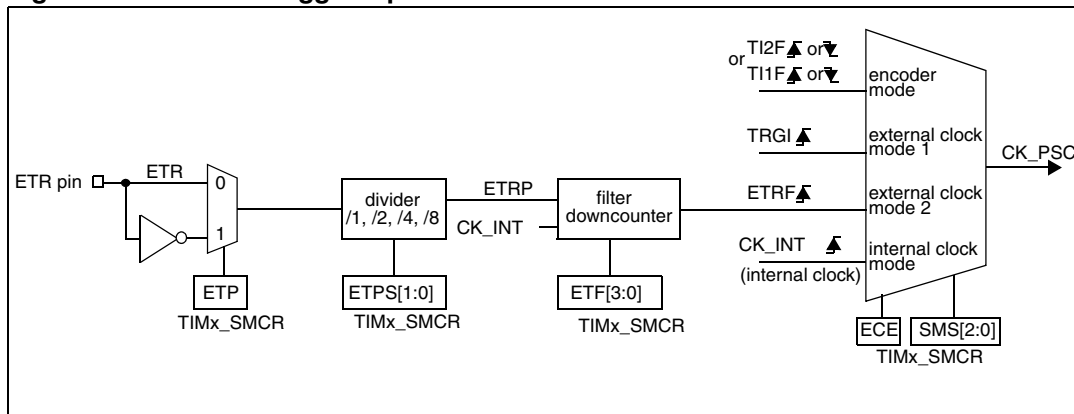 TI2F or
or TI1F or
encoder
mode
TRGI
external clock
mode 1
CK_PSC
ETR pin
ETR
0
1
divider
/1, /2, /4, /8
ETRP
CK_INT
filter
downcounter
ETRF
external clock
mode 2
CK_INT
(internal clock)
internal clock
mode
ETP
TIMx_SMCR
ETPS[1:0]
TIMx_SMCR
ETF[3:0]
TIMx_SMCR
ECE
SMS[2:0]
TIMx_SMCR